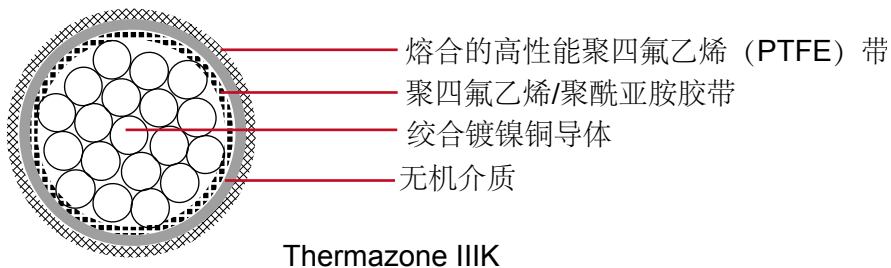 熔合的高性能聚四氟乙烯（PTFE）带
聚四氟乙烯/聚酰亚胺胶带
绞合镀镍铜导体
无机介质
Thermazone IIIK